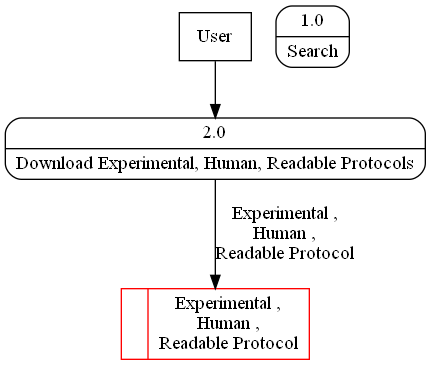 User
1.0
Search
2.0
Download Experimental, Human, Readable Protocols
Experimental ,
Human ,
Readable Protocol
Experimental ,
Human ,
Readable Protocol